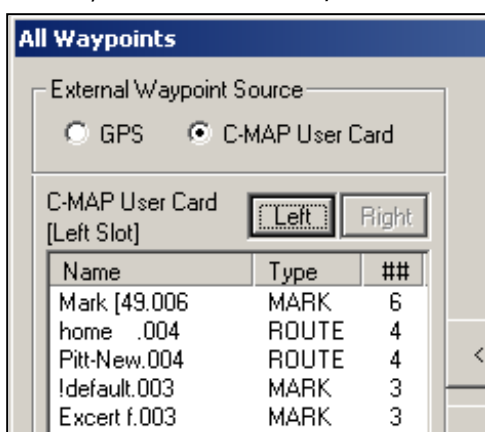 All Waypoints
External Waypoint Source
GPS C-MAP User Card
C-MAP User Card
[Left Slot]
Left Right
Name Type ##
Mark [49.006 MARK 6
home .004 ROUTE 4
Pitt-New.004 ROUTE 4
<
!default.003 MARK 3
Excert f.003 MARK 3